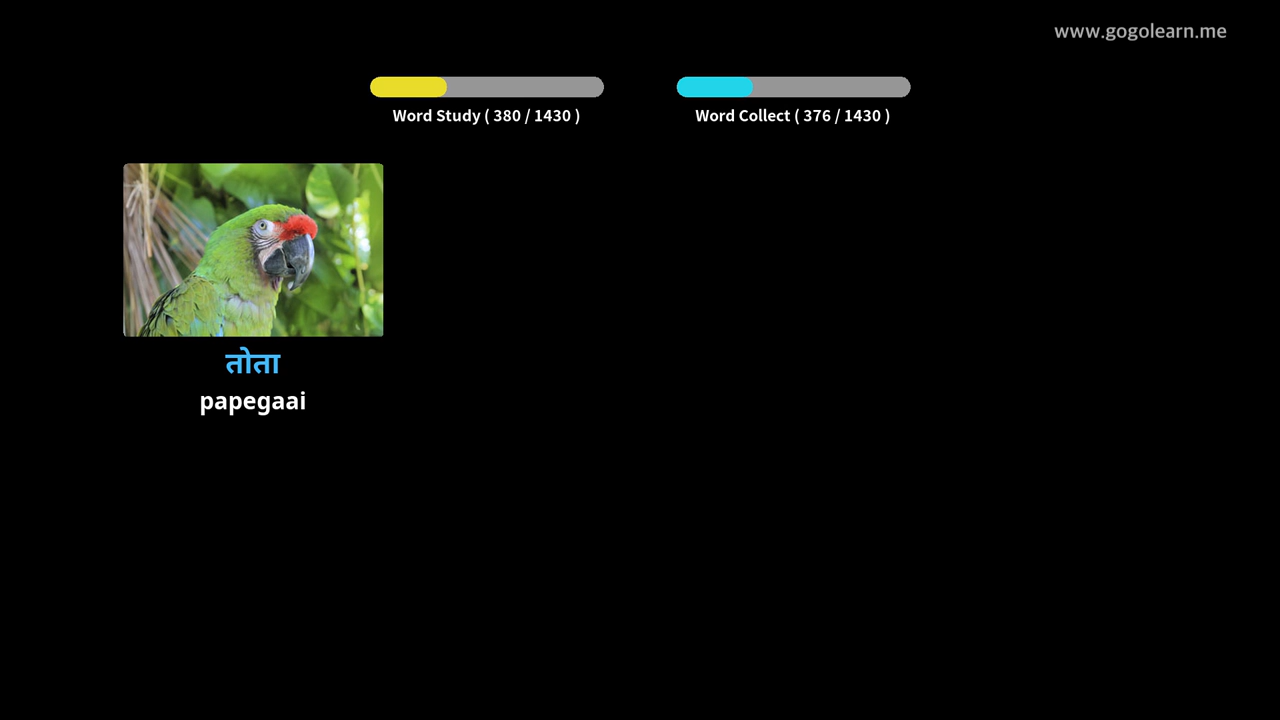 www.gogolearn.me
Word Study ( 380 / 1430 )
Word Collect ( 376 / 1430 )
तोता
papegaai